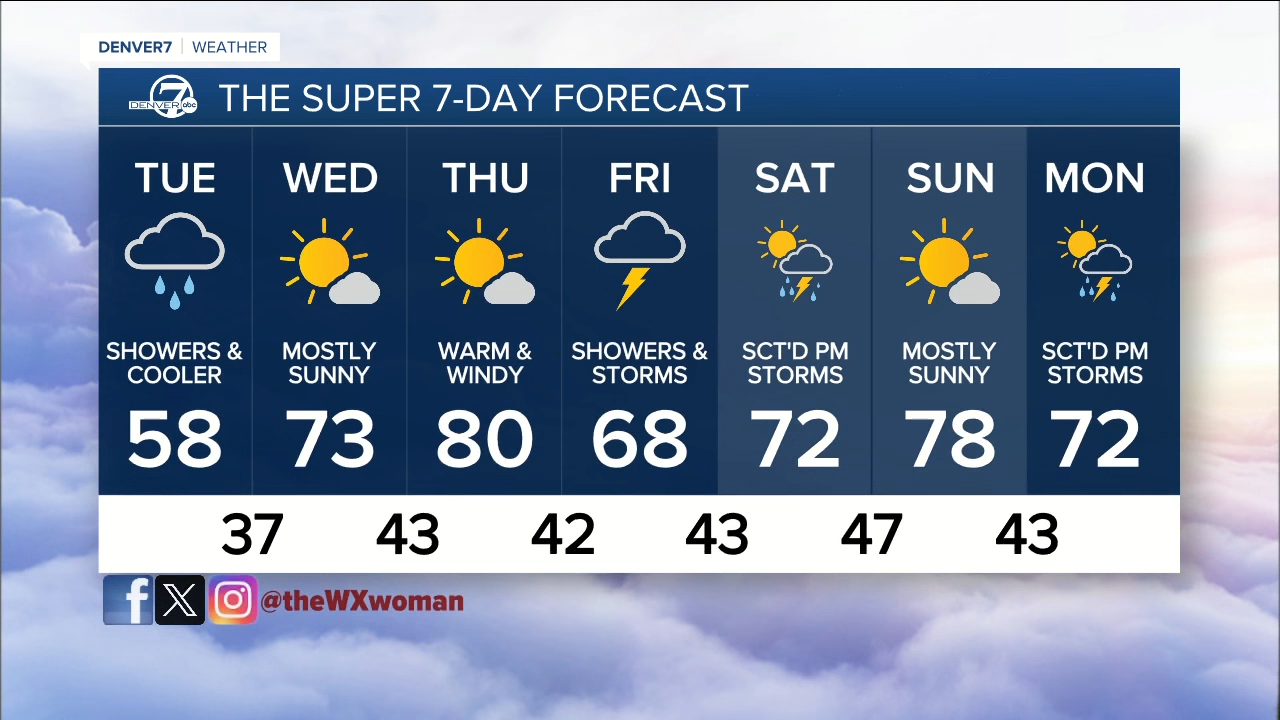 DENVER7 | WEATHER
7
DENVER abc
THE SUPER 7-DAY FORECAST
TUE WED THU FRI SAT SUN MON
SHOWERS & MOSTLY WARM & SHOWERS & SCT'D PM MOSTLY SCT'D PM
COOLER SUNNY WINDY STORMS STORMS SUNNY STORMS
58 73 80 68 72 78 72
37 43 42 43 47 43
@theWXwoman